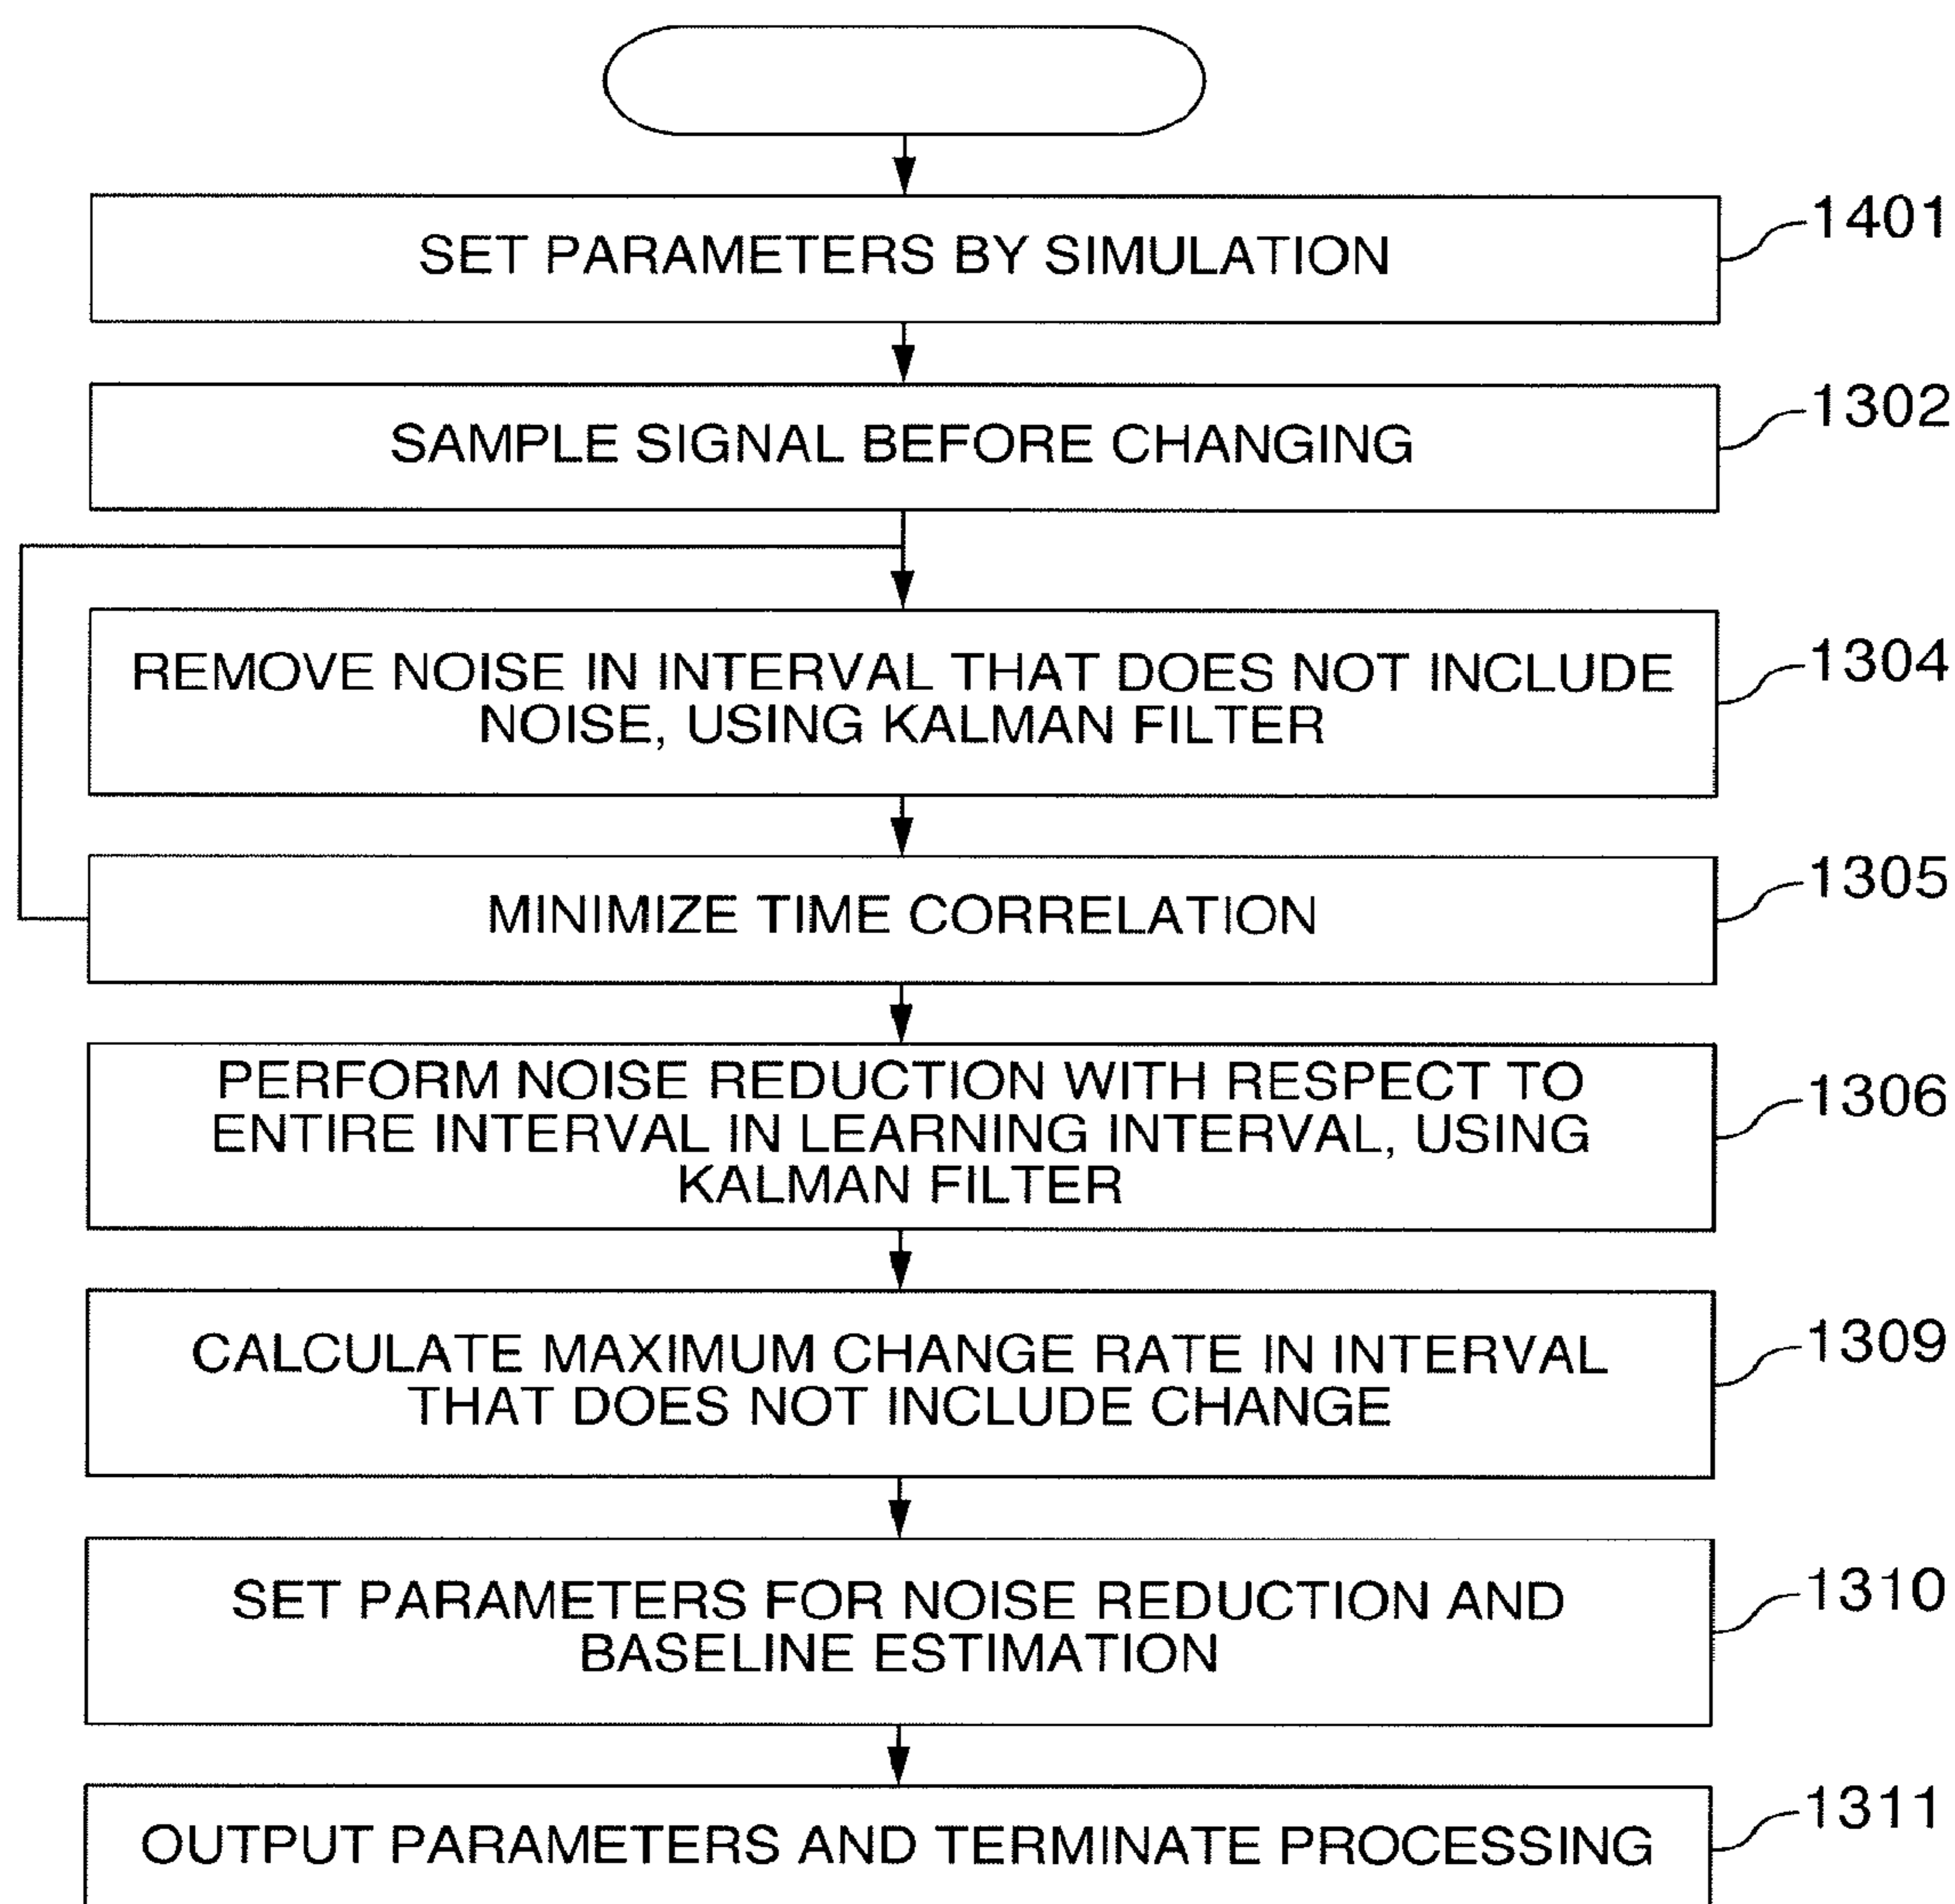 SET PARAMETERS BY SIMULATION
1401
SAMPLE SIGNAL BEFORE CHANGING
1302
REMOVE NOISE IN INTERVAL THAT DOES NOT INCLUDE
NOISE, USING KALMAN FILTER
1304
MINIMIZE TIME CORRELATION
1305
PERFORM NOISE REDUCTION WITH RESPECT TO
ENTIRE INTERVAL IN LEARNING INTERVAL, USING
KALMAN FILTER
1306
CALCULATE MAXIMUM CHANGE RATE IN INTERVAL
THAT DOES NOT INCLUDE CHANGE
1309
SET PARAMETERS FOR NOISE REDUCTION AND
BASELINE ESTIMATION
1310
OUTPUT PARAMETERS AND TERMINATE PROCESSING
1311